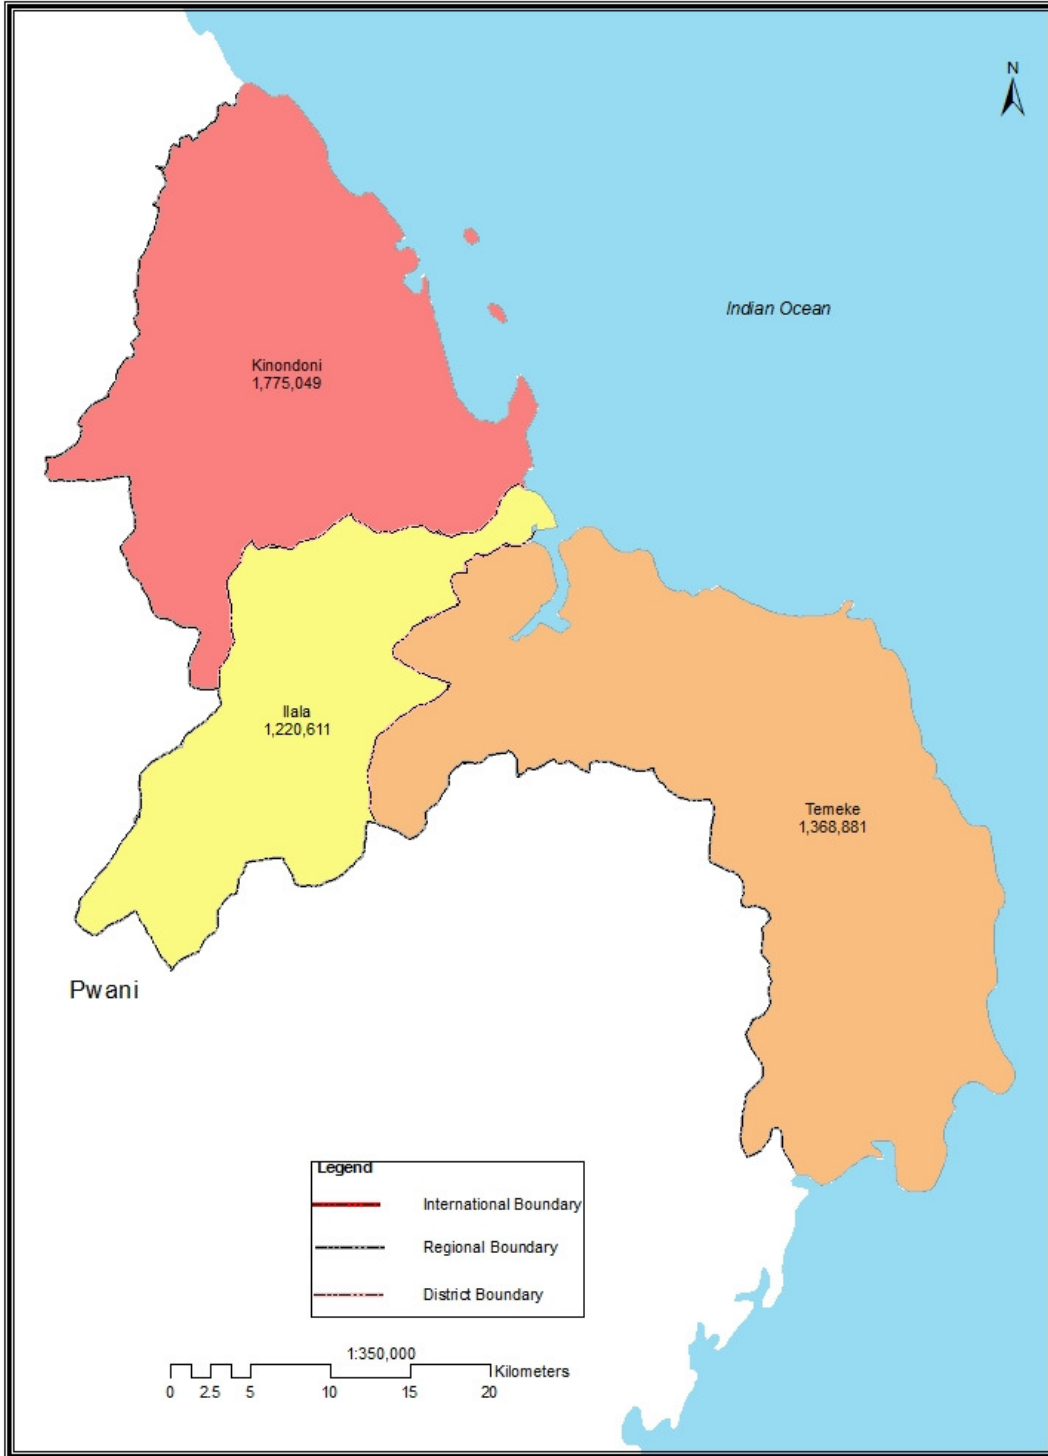 N
Indian Ocean
Kinondoni
1,775,049
Ilala
1,220,611
Temeke
1,368,881
Pwani
Legend
International Boundary
Regional Boundary
District Boundary
1:350,000
Kilometers
0 2.5 5 10 15 20